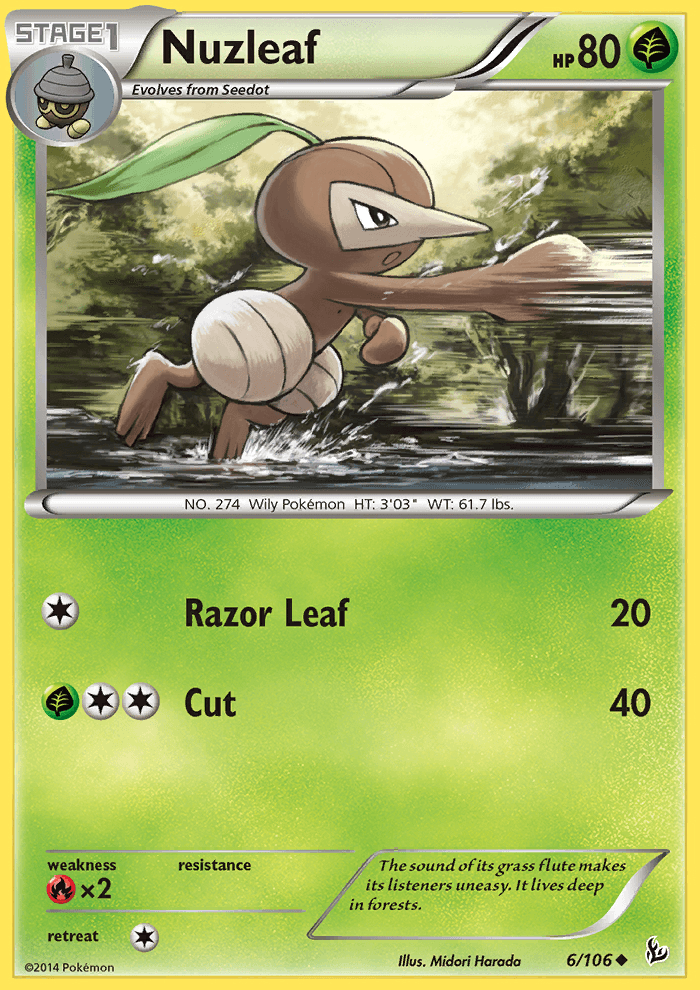 STAGE1
Nuzleaf
HP80
Evolves from Seedot
NO. 274 Wily Pokémon HT: 3'03" WT: 61.7 lbs.
Razor Leaf 20
Cut 40
weakness resistance
×2
The sound of its grass flute makes
its listeners uneasy. It lives deep
in forests.
retreat
©2014 Pokémon
Illus. Midori Harada 6/106